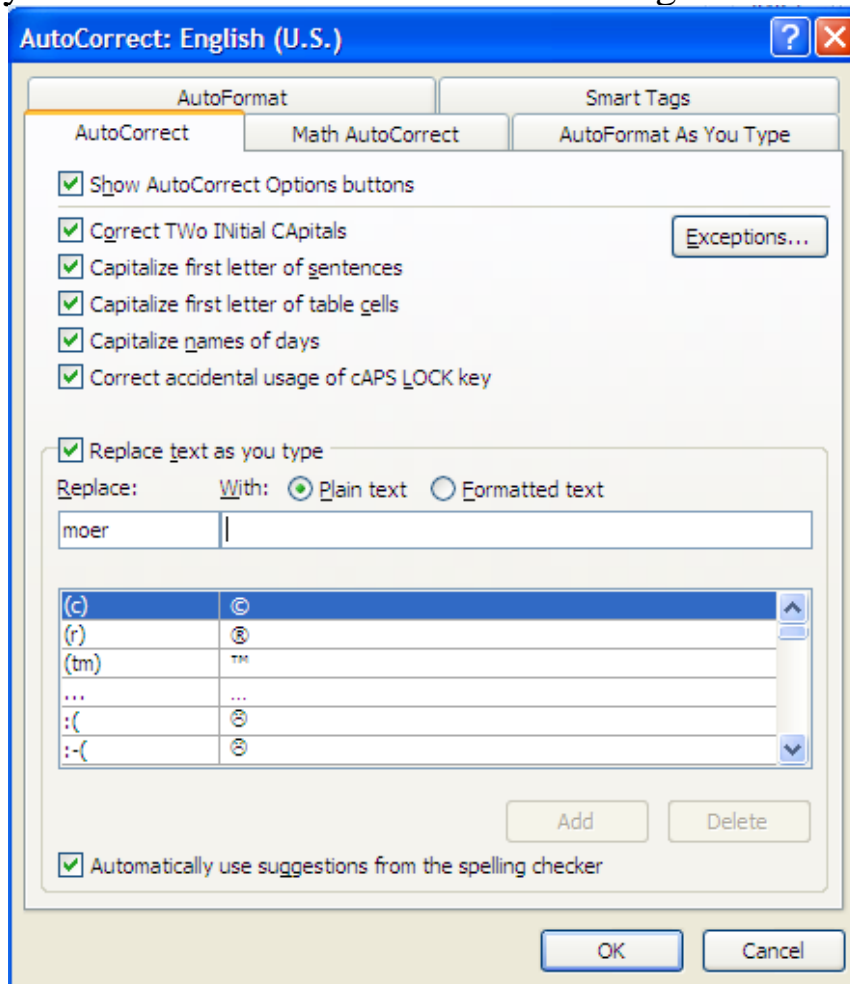 AutoCorrect: English (U.S.)
AutoFormat Smart Tags
AutoCorrect Math AutoCorrect AutoFormat As You Type
Show AutoCorrect Options buttons
Correct TWo INitial CApitals Exceptions...
Capitalize first letter of sentences
Capitalize first letter of table cells
Capitalize names of days
Correct accidental usage of cAPS LOCK key
Replace text as you type
Replace: With: Plain text Formatted text
moer
(c) ©
(r) ®
(tm) ™
... ...
:( ☹
:-( ☹
Add Delete
Automatically use suggestions from the spelling checker
OK Cancel